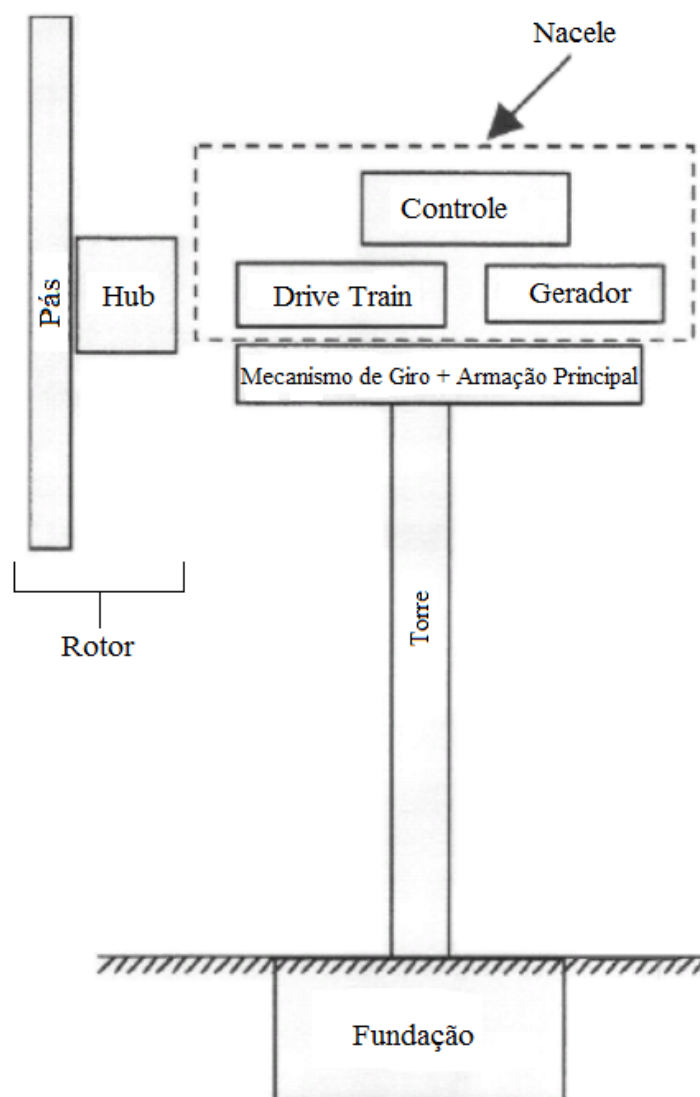 Nacele
Controle
Pás
Hub
Drive Train
Gerador
Mecanismo de Giro + Armação Principal
Rotor
Torre
Fundação